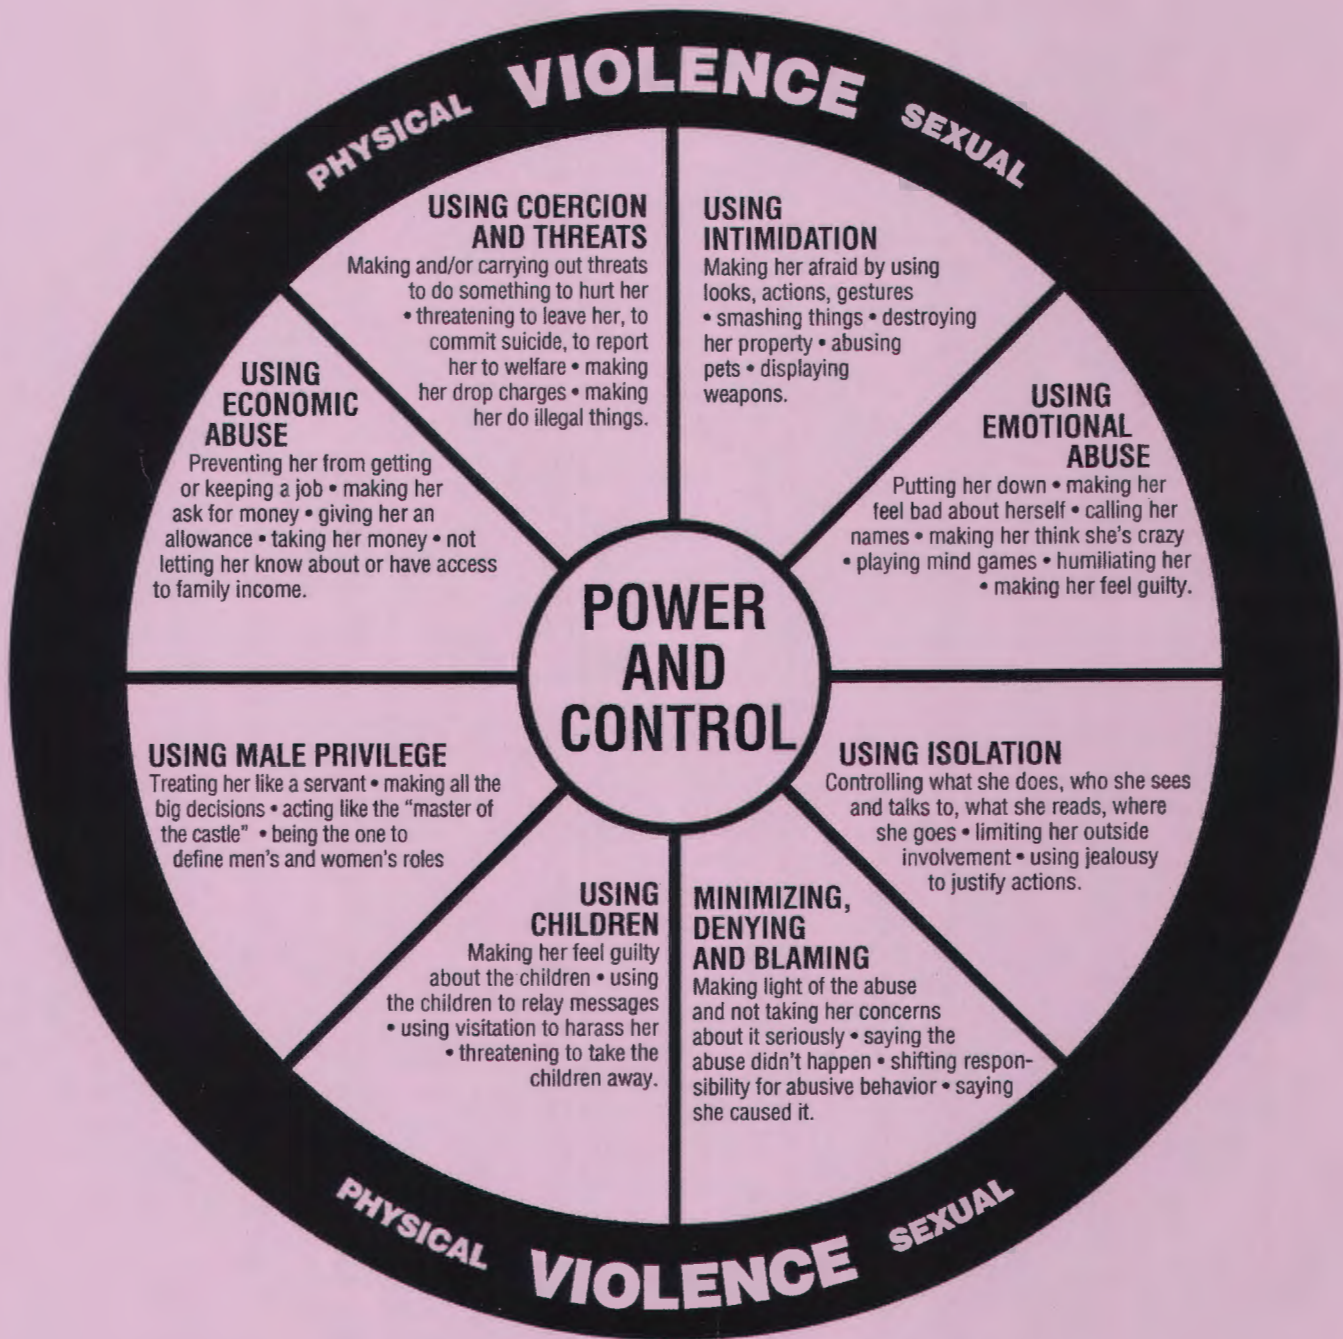 PHYSICAL VIOLENCE SEXUAL
USING COERCION
AND THREATS
Making and/or carrying out threats
to do something to hurt her
• threatening to leave her, to
commit suicide, to report
her to welfare • making
her drop charges • making
her do illegal things.
USING
INTIMIDATION
Making her afraid by using
looks, actions, gestures
• smashing things • destroying
her property • abusing
pets • displaying
weapons.
USING
EMOTIONAL
ABUSE
Putting her down • making her
feel bad about herself • calling her
names • making her think she's crazy
• playing mind games • humiliating her
• making her feel guilty.
USING ISOLATION
Controlling what she does, who she sees
and talks to, what she reads, where
she goes • limiting her outside
involvement • using jealousy
to justify actions.
MINIMIZING,
DENYING
AND BLAMING
Making light of the abuse
and not taking her concerns
about it seriously • saying the
abuse didn't happen • shifting respon-
sibility for abusive behavior • saying
she caused it.
USING
CHILDREN
Making her feel guilty
about the children • using
the children to relay messages
• using visitation to harass her
• threatening to take the
children away.
USING MALE PRIVILEGE
Treating her like a servant • making all the
big decisions • acting like the “master of
the castle” • being the one to
define men's and women's roles
USING
ECONOMIC
ABUSE
Preventing her from getting
or keeping a job • making her
ask for money • giving her an
allowance • taking her money • not
letting her know about or have access
to family income.
POWER
AND
CONTROL
PHYSICAL VIOLENCE SEXUAL